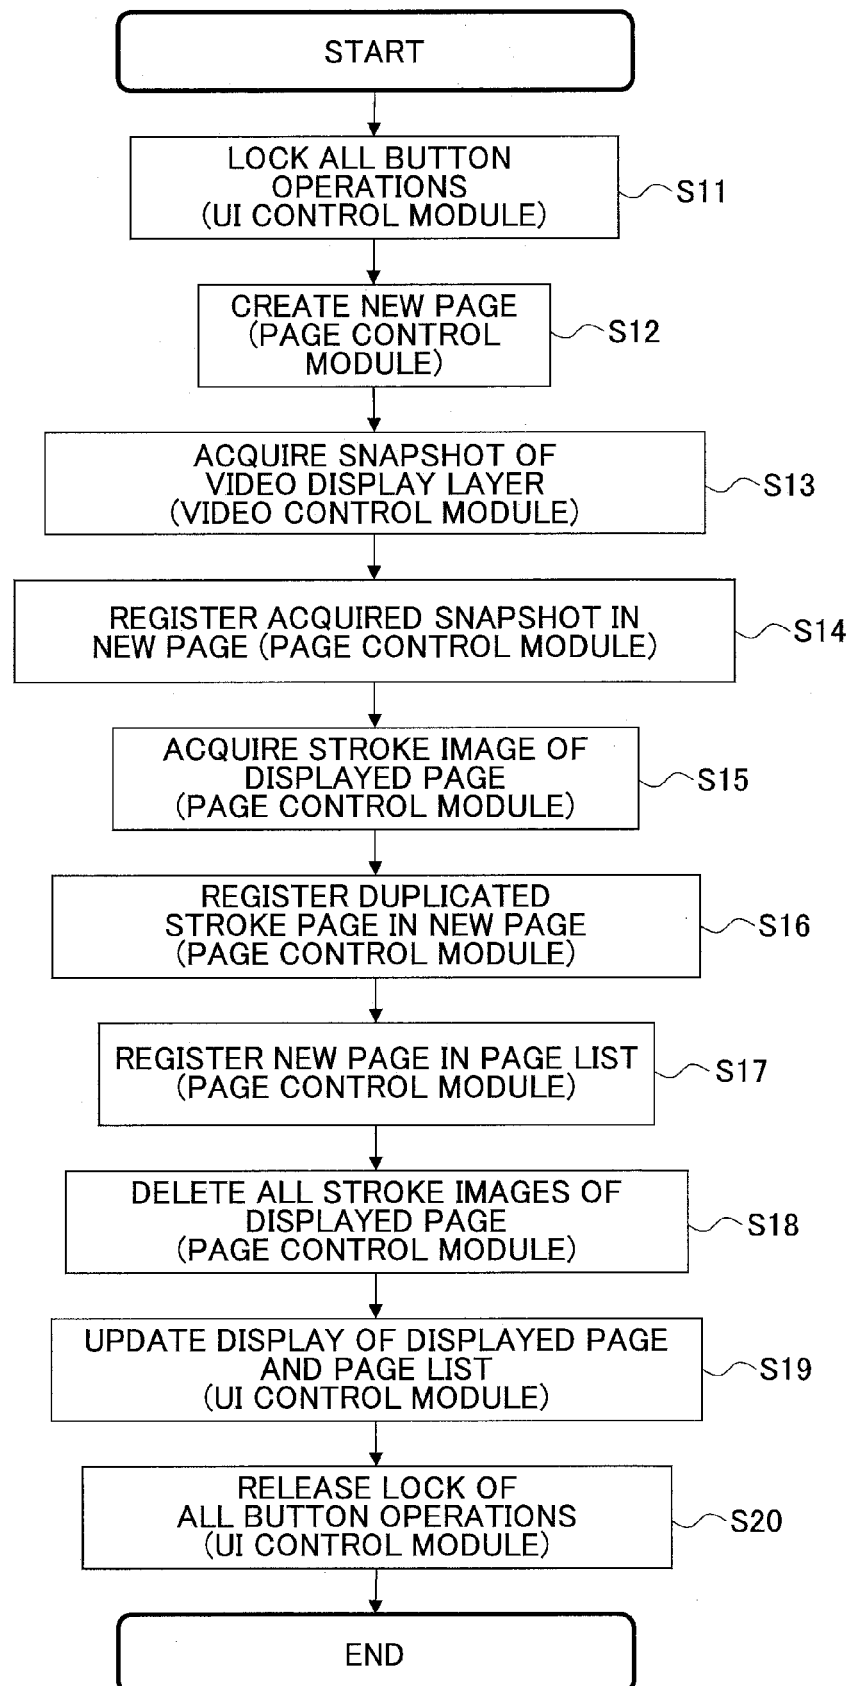 START
LOCK ALL BUTTON
OPERATIONS
(UI CONTROL MODULE)
S11
CREATE NEW PAGE
(PAGE CONTROL
MODULE)
S12
ACQUIRE SNAPSHOT OF
VIDEO DISPLAY LAYER
(VIDEO CONTROL MODULE)
S13
REGISTER ACQUIRED SNAPSHOT IN
NEW PAGE (PAGE CONTROL MODULE)
S14
ACQUIRE STROKE IMAGE OF
DISPLAYED PAGE
(PAGE CONTROL MODULE)
S15
REGISTER DUPLICATED
STROKE PAGE IN NEW PAGE
(PAGE CONTROL MODULE)
S16
REGISTER NEW PAGE IN PAGE LIST
(PAGE CONTROL MODULE)
S17
DELETE ALL STROKE IMAGES OF
DISPLAYED PAGE
(PAGE CONTROL MODULE)
S18
UPDATE DISPLAY OF DISPLAYED PAGE
AND PAGE LIST
(UI CONTROL MODULE)
S19
RELEASE LOCK OF
ALL BUTTON OPERATIONS
(UI CONTROL MODULE)
S20
END